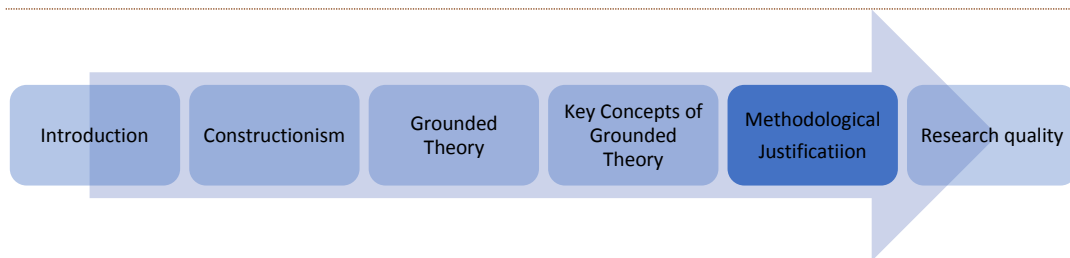 Introduction
Constructionism
Grounded
Theory
Key Concepts of
Grounded
Theory
Methodological
Justificatiion
Research quality